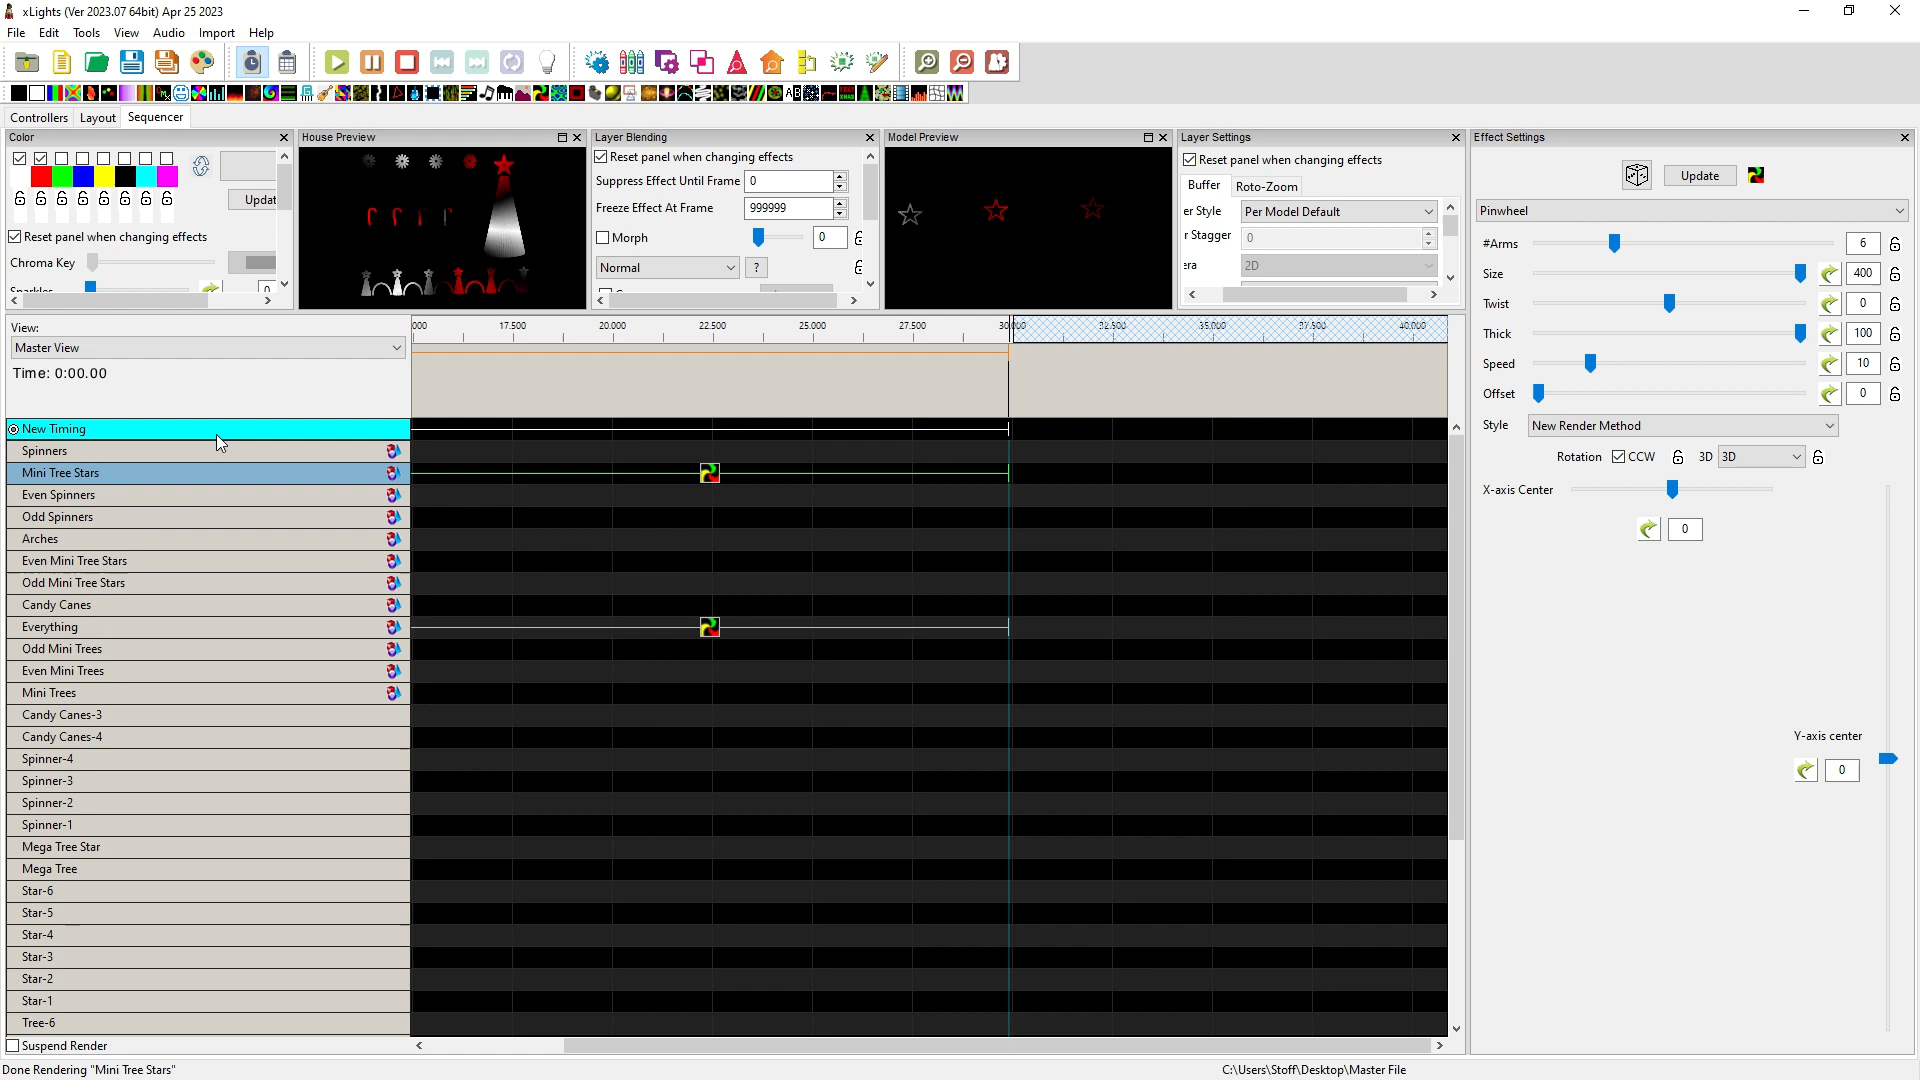 xLights (Ver 2023.07 64bit) Apr 25 2023
File Edit Tools View Audio Import Help
Controllers Layout Sequencer
Color
House Preview
Layer Blending
Model Preview
Layer Settings
Effect Settings
Updat
Reset panel when changing effects
Chroma Key
Sparkles
0
Reset panel when changing effects
Suppress Effect Until Frame 0
Freeze Effect At Frame 999999
Morph 0
Normal ?
Reset panel when changing effects
Buffer Roto-Zoom
er Style Per Model Default
r Stagger 0
era 2D
Update
Pinwheel
#Arms 6
Size 400
Twist 0
Thick 100
Speed 10
Offset 0
Style New Render Method
Rotation CCW 3D 3D
X-axis Center
0
Y-axis center
0
View:
Master View
Time: 0:00.00
000 17.500 20.000 22.500 25.000 27.500 30.000 32.500 35.000 37.500 40.000
New Timing
Spinners
Mini Tree Stars
Even Spinners
Odd Spinners
Arches
Even Mini Tree Stars
Odd Mini Tree Stars
Candy Canes
Everything
Odd Mini Trees
Even Mini Trees
Mini Trees
Candy Canes-3
Candy Canes-4
Spinner-4
Spinner-3
Spinner-2
Spinner-1
Mega Tree Star
Mega Tree
Star-6
Star-5
Star-4
Star-3
Star-2
Star-1
Tree-6
Suspend Render
Done Rendering "Mini Tree Stars"
C:\Users\Stoff\Desktop\Master File